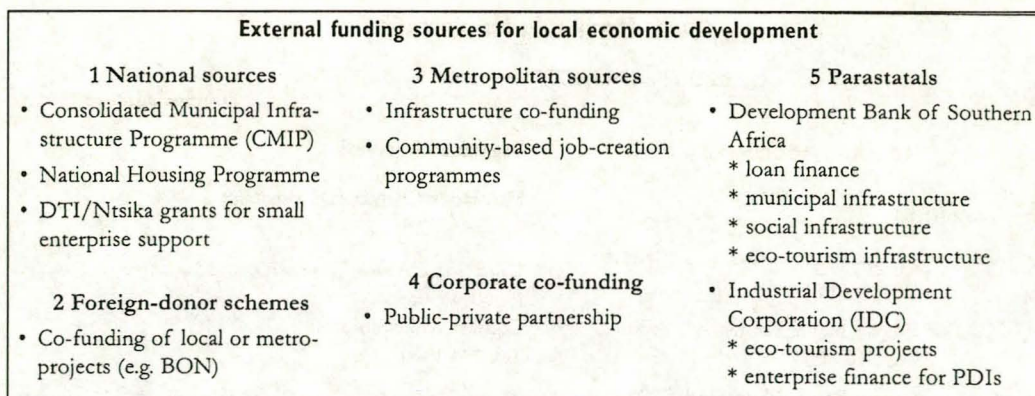 External funding sources for local economic development
1 National sources
• Consolidated Municipal Infra-
structure Programme (CMIP)
• National Housing Programme
• DTI/Ntsika grants for small
enterprise support
2 Foreign-donor schemes
• Co-funding of local or metro-
projects (e.g. BON)
3 Metropolitan sources
• Infrastructure co-funding
• Community-based job-creation
programmes
4 Corporate co-funding
• Public-private partnership
5 Parastatals
• Development Bank of Southern
Africa
* loan finance
* municipal infrastructure
* social infrastructure
* eco-tourism infrastructure
• Industrial Development
Corporation (IDC)
* eco-tourism projects
* enterprise finance for PDIs